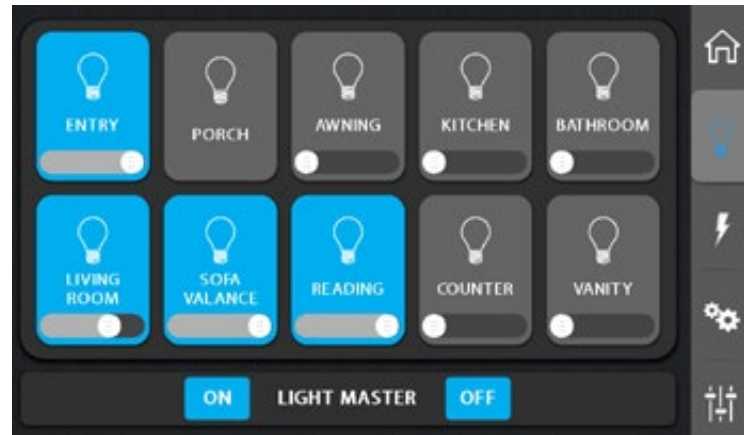 ENTRY
PORCH
AWNING
KITCHEN
BATHROOM
LIVING
ROOM
SOFA
VALANCE
READING
COUNTER
VANITY
ON LIGHT MASTER OFF